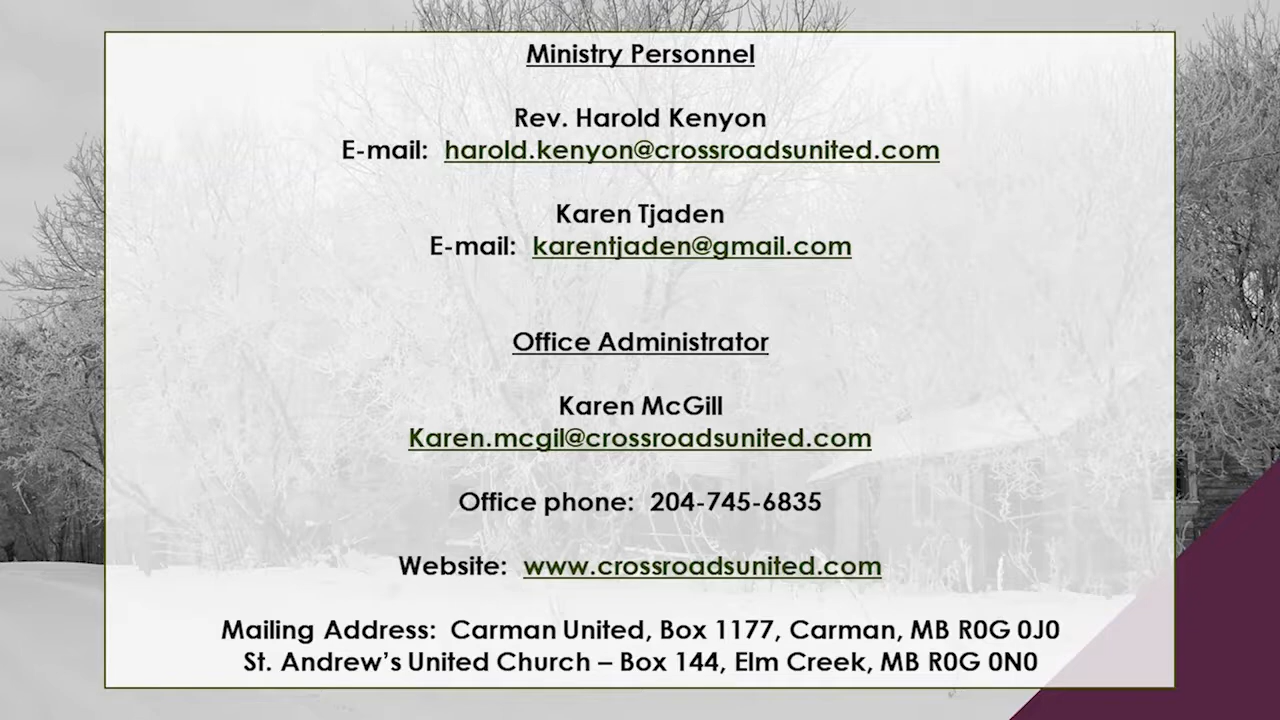 Ministry Personnel
Rev. Harold Kenyon
E-mail: harold.kenyon@crossroadsunited.com
Karen Tjaden
E-mail: karentjaden@gmail.com
Office Administrator
Karen McGill
Karen.mcgil@crossroadsunited.com
Office phone: 204-745-6835
Website: www.crossroadsunited.com
Mailing Address: Carman United, Box 1177, Carman, MB R0G 0J0
St. Andrew’s United Church – Box 144, Elm Creek, MB R0G 0N0